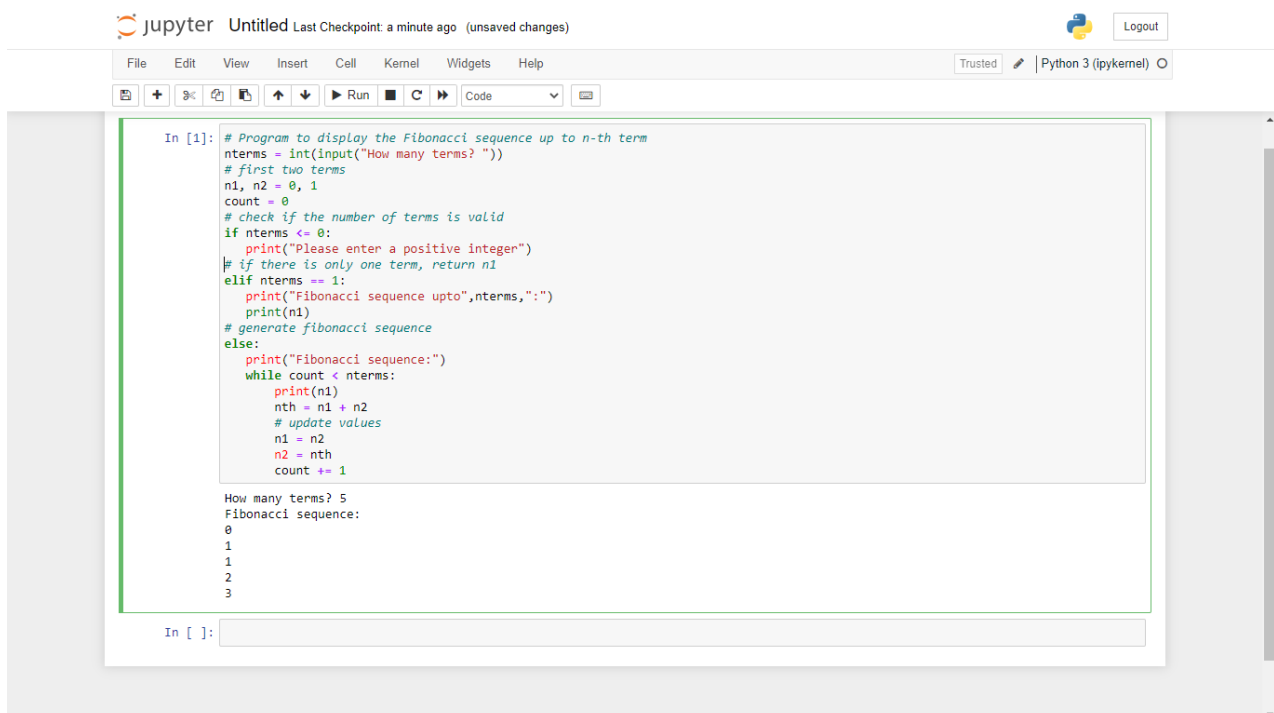 jupyter Untitled Last Checkpoint: a minute ago (unsaved changes) Logout
File Edit View Insert Cell Kernel Widgets Help Trusted Python 3 (ipykernel)
Run Code
In [1]: # Program to display the Fibonacci sequence up to n-th term
nterms = int(input("How many terms? "))
# first two terms
n1, n2 = 0, 1
count = 0
# check if the number of terms is valid
if nterms <= 0:
   print("Please enter a positive integer")
# if there is only one term, return n1
elif nterms == 1:
   print("Fibonacci sequence upto",nterms,":")
   print(n1)
# generate fibonacci sequence
else:
   print("Fibonacci sequence:")
   while count < nterms:
       print(n1)
       nth = n1 + n2
       # update values
       n1 = n2
       n2 = nth
       count += 1
How many terms? 5
Fibonacci sequence:
0
1
1
2
3
In [ ]: